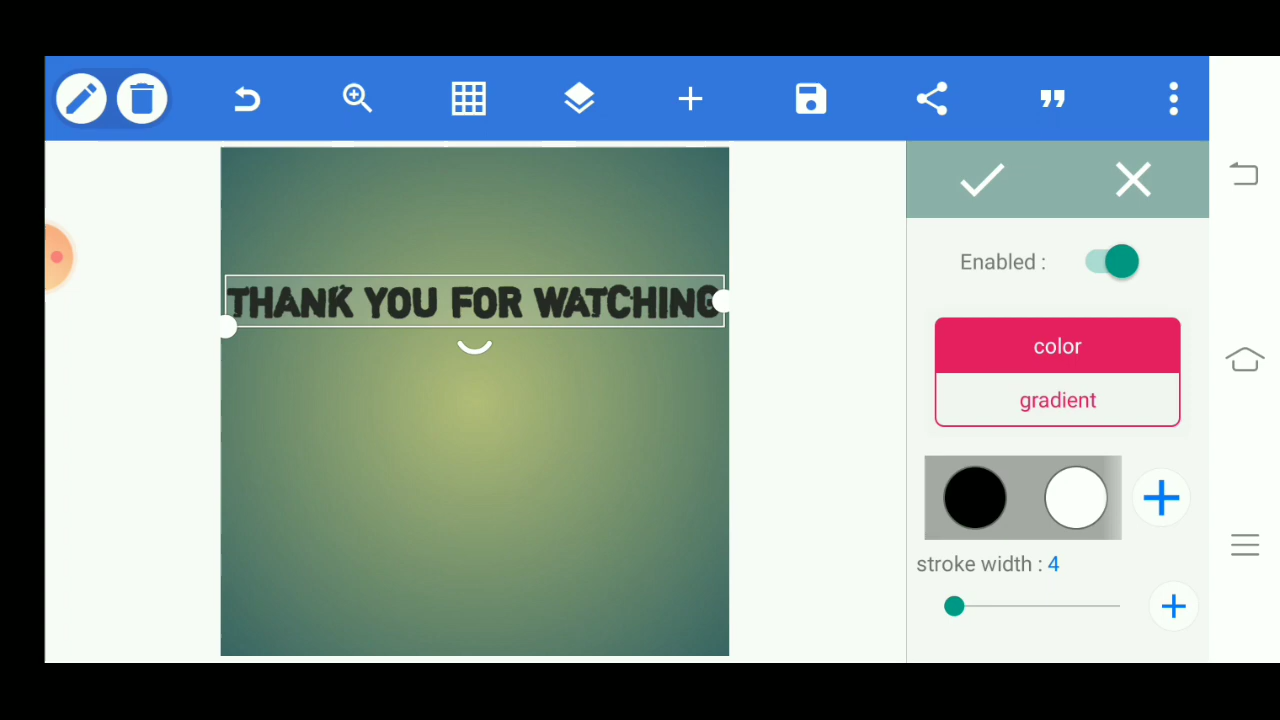 THANK YOU FOR WATCHING
Enabled :
color
gradient
stroke width : 4